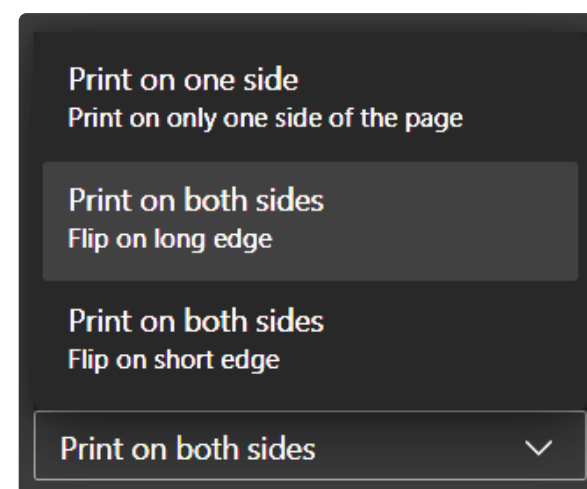 Print on one side
Print on only one side of the page
Print on both sides
Flip on long edge
Print on both sides
Flip on short edge
Print on both sides